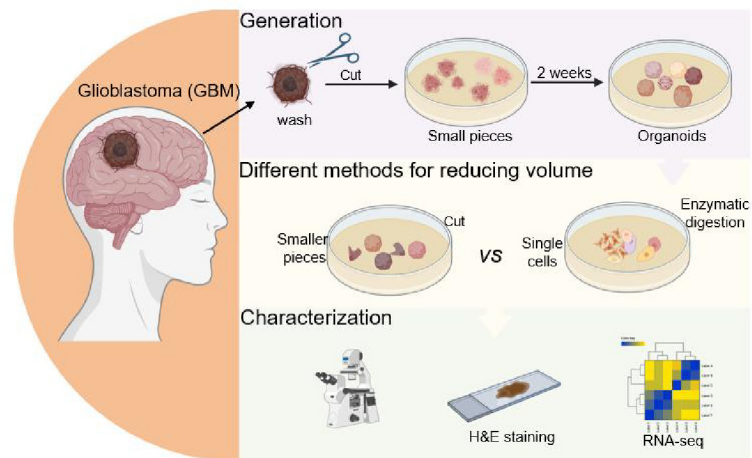 Generation
Glioblastoma (GBM)
Cut
2 weeks
wash
Small pieces
Organoids
Different methods for reducing volume
Smaller
pieces
Cut
vs
Single
cells
Enzymatic
digestion
Characterization
H&E staining
RNA-seq